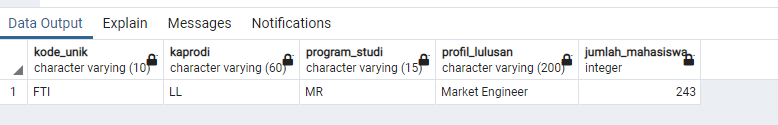 Data Output Explain Messages Notifications
kode_unik kaprodi program_studi profil_lulusan jumlah_mahasiswa
character varying (10) character varying (60) character varying (15) character varying (200) integer
1 FTI LL MR Market Engineer 243